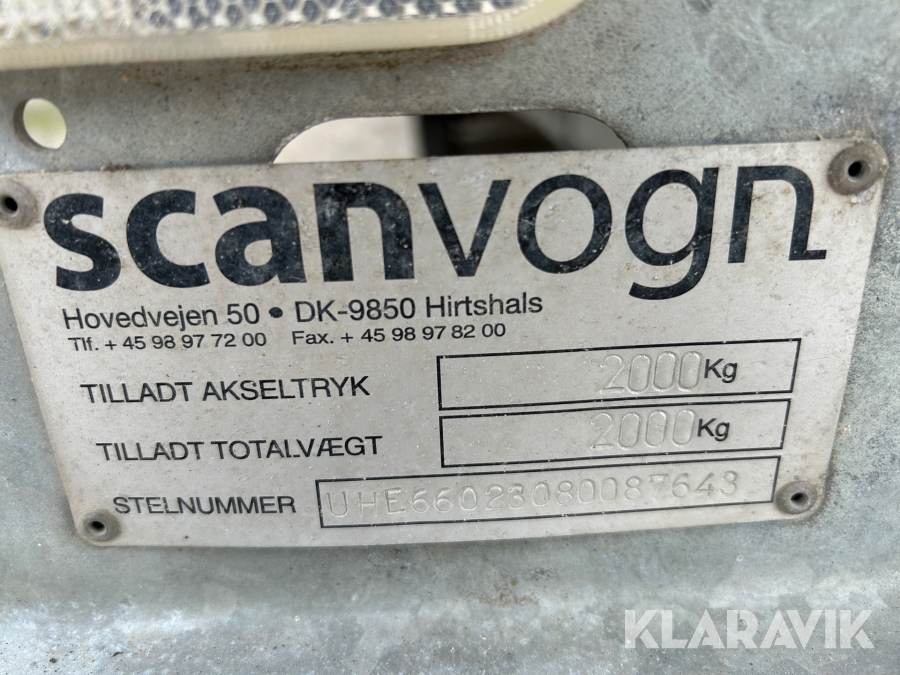 scanvogn
Hovedvejen 50 • DK-9850 Hirtshals
Tlf. + 45 98 97 72 00 Fax. + 45 98 97 82 00
TILLADT AKSELTRYK 2000 Kg
TILLADT TOTALVÆGT 2000 Kg
STELNUMMER UHE66023080087643
KLARAVIK